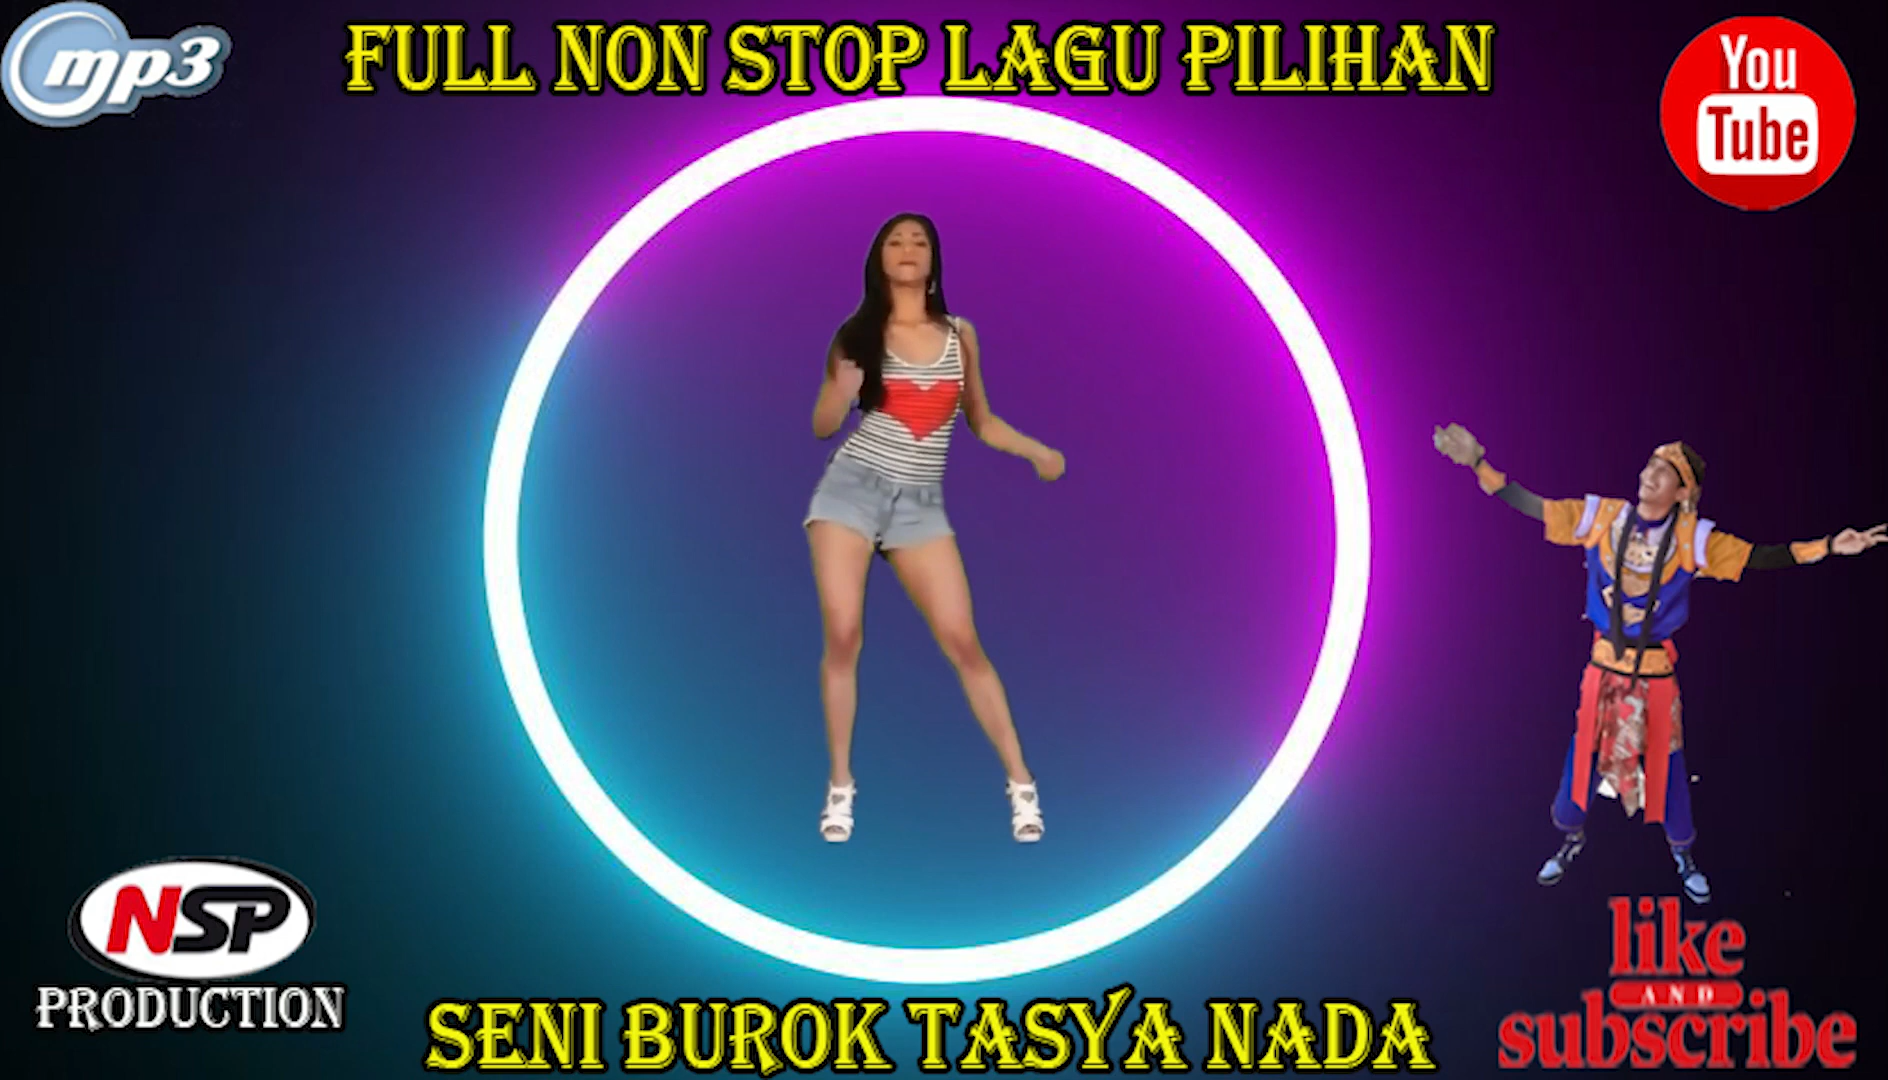 mp3
FULL NON STOP LAGU PILIHAN
You
Tube
NSP
PRODUCTION
SENI BUROK TASYA NADA
like
AND
subscribe